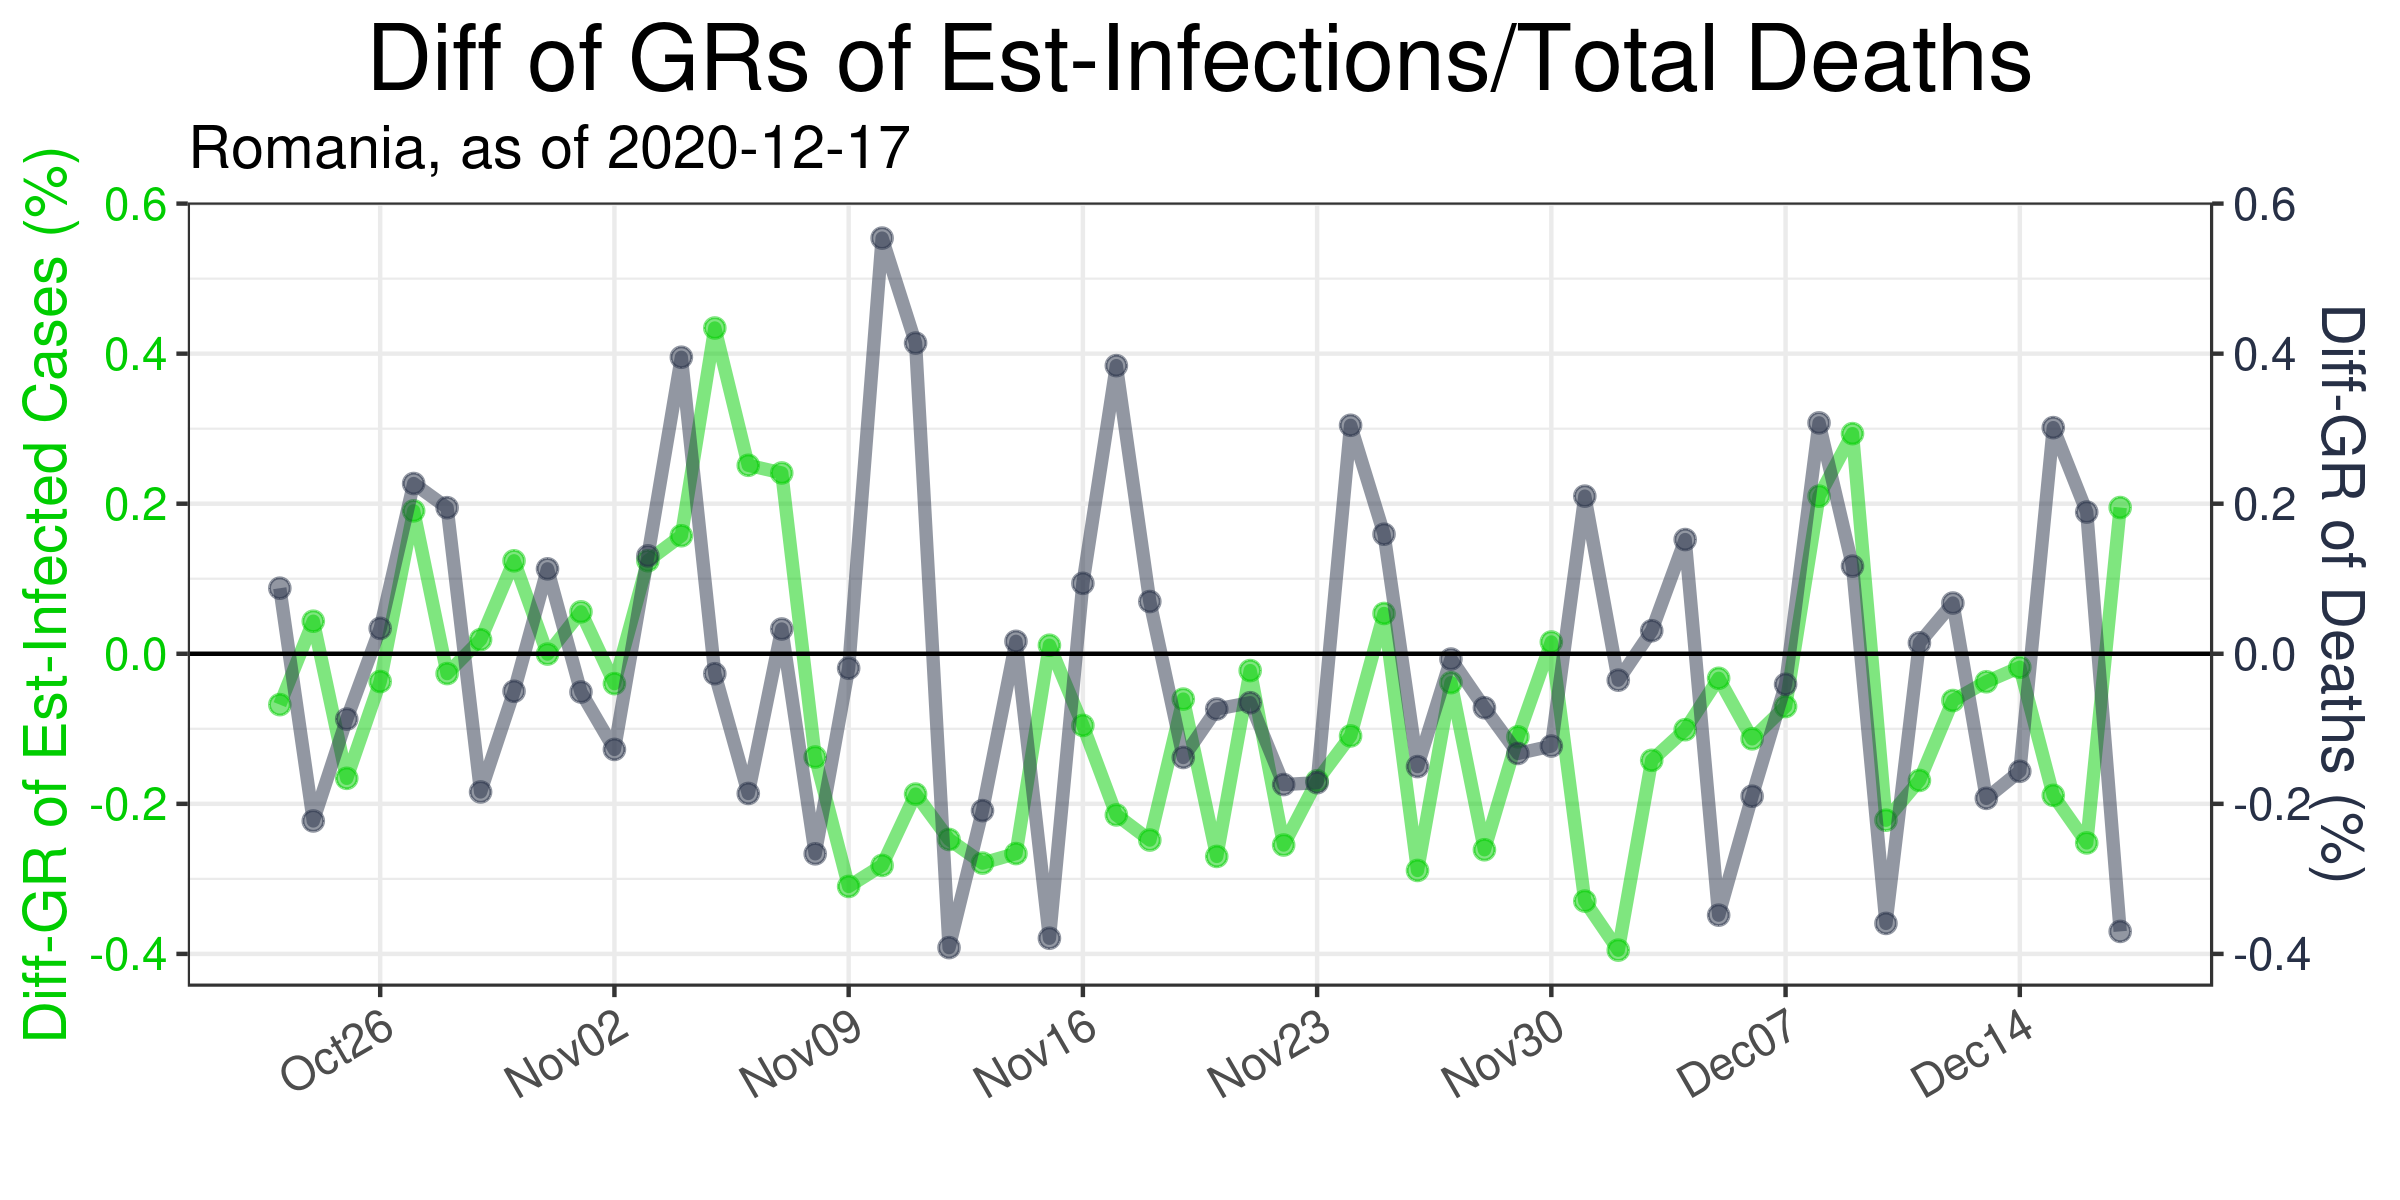 Diff of GRs of Est-Infections/Total Deaths
Romania, as of 2020-12-17
Diff-GR of Est-Infected Cases (%)
0.6
0.4
0.2
0.0
-0.2
-0.4
0.6
0.4
0.2
0.0
-0.2
-0.4
Diff-GR of Deaths (%)
Oct26
Nov02
Nov09
Nov16
Nov23
Nov30
Dec07
Dec14